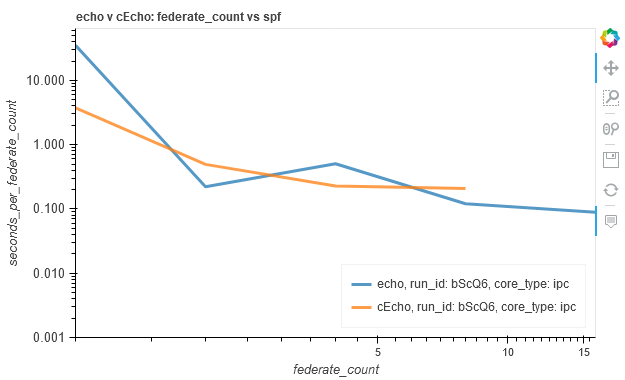 echo v cEcho: federate_count vs spf
seconds_per_federate_count
10.000
1.000
0.100
0.010
0.001
echo, run_id: bScQ6, core_type: ipc
cEcho, run_id: bScQ6, core_type: ipc
5 10 15
federate_count